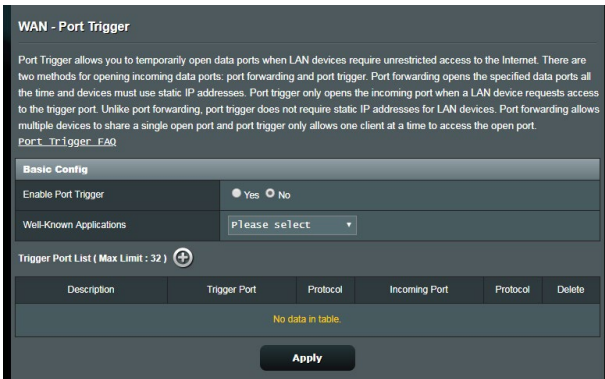 WAN - Port Trigger
Port Trigger allows you to temporarily open data ports when LAN devices require unrestricted access to the Internet. There are
two methods for opening incoming data ports: port forwarding and port trigger. Port forwarding opens the specified data ports all
the time and devices must use static IP addresses. Port trigger only opens the incoming port when a LAN device requests access
to the trigger port. Unlike port forwarding, port trigger does not require static IP addresses for LAN devices. Port forwarding allows
multiple devices to share a single open port and port trigger only allows one client at a time to access the open port.
Port Trigger FAQ
Basic Config
Enable Port Trigger Yes No
Well-Known Applications Please select
Trigger Port List ( Max Limit : 32 )
Description Trigger Port Protocol Incoming Port Protocol Delete
No data in table.
Apply